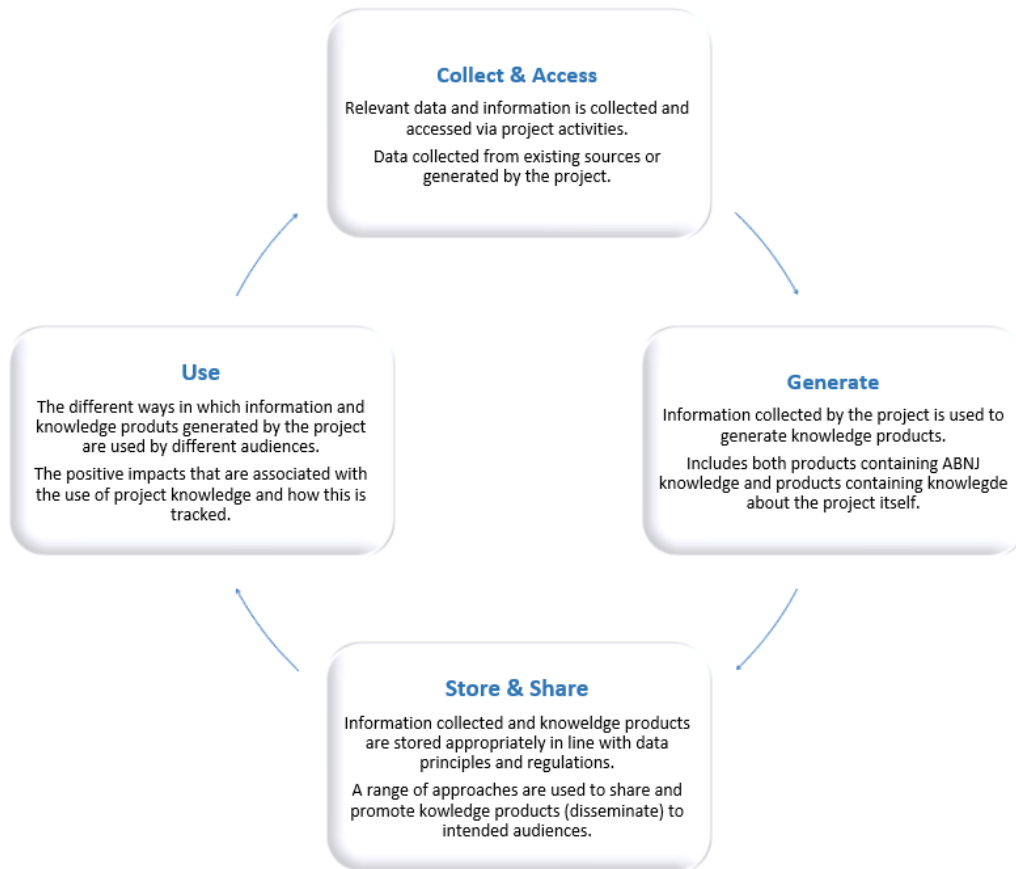 Collect & Access
Relevant data and information is collected and
accessed via project activities.
Data collected from existing sources or
generated by the project.
Use
The different ways in which information and
knowledge produts generated by the project
are used by different audiences.
The positive impacts that are associated with
the use of project knowledge and how this is
tracked.
Generate
Information collected by the project is used to
generate knowledge products.
Includes both products containing ABNJ
knowledge and products containing knowlegde
about the project itself.
Store & Share
Information collected and knoweldge products
are stored appropriately in line with data
principles and regulations.
A range of approaches are used to share and
promote kowledge products (disseminate) to
intended audiences.